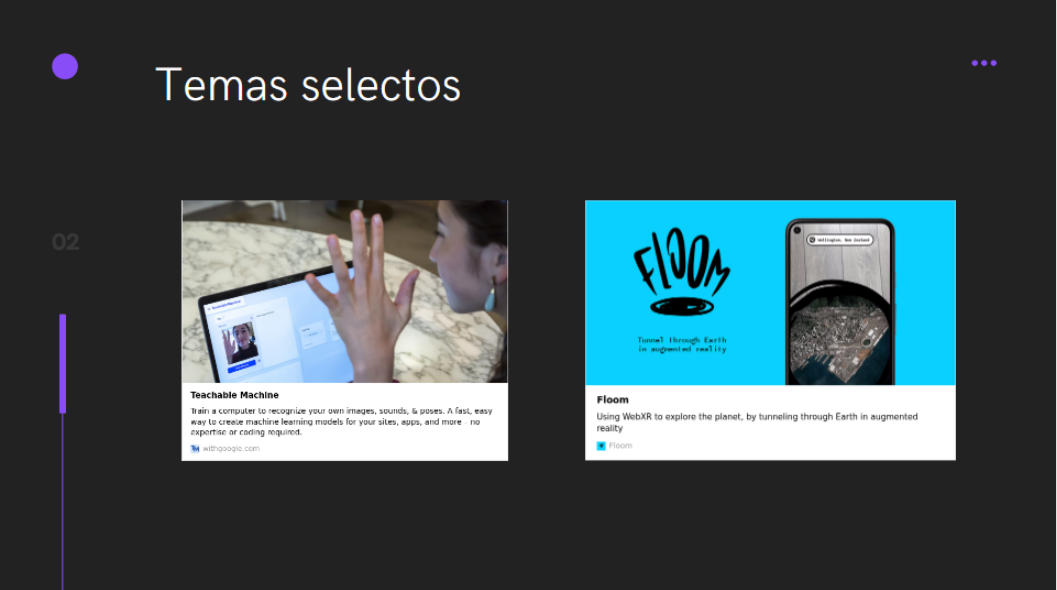 Temas selectos
02
Teachable Machine
Train a computer to recognize your own images, sounds, & poses. A fast, easy
way to create machine learning models for your sites, apps, and more – no
expertise or coding required.
withgoogle.com
FLOOM
Tunnel through Earth
in augmented reality
Wellington, New Zealand
Floom
Using WebXR to explore the planet, by tunneling through Earth in augmented
reality
Floom